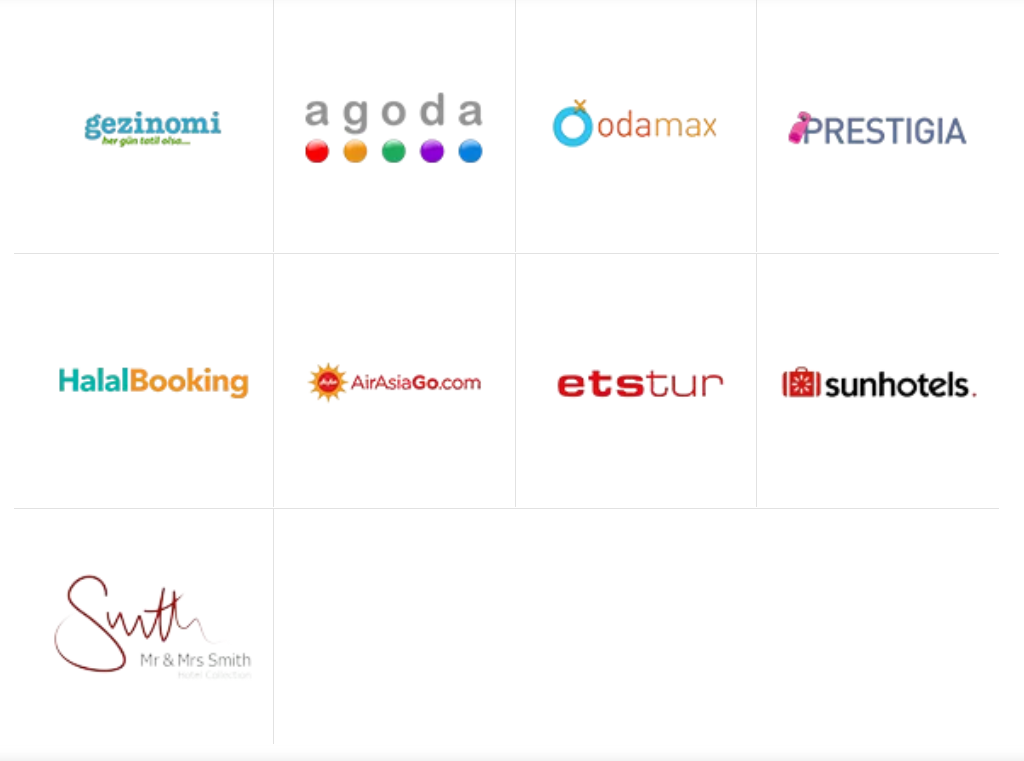 gezinomi
her gün tatil olsa....
agoda
odamax
PRESTIGIA
HalalBooking
AirAsiaGo.com
etstur
sunhotels.
Smith
Mr & Mrs Smith
Hotel Collection